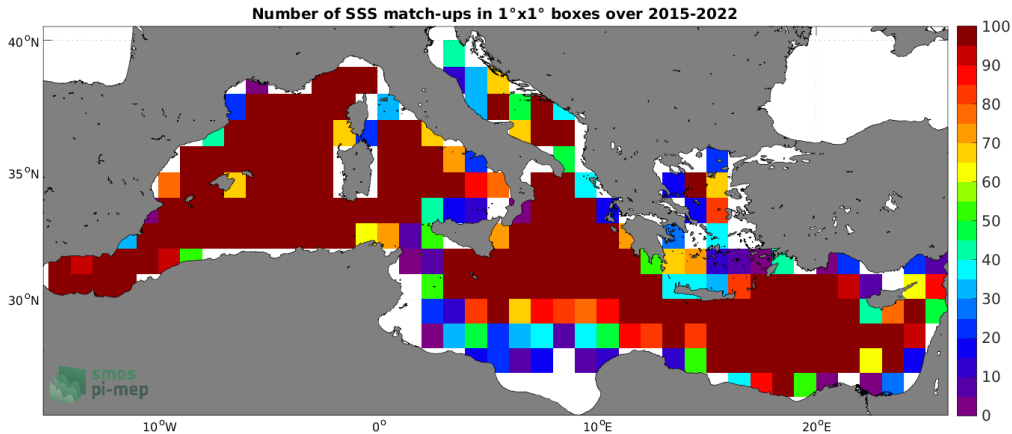 Number of SSS match-ups in 1°x1° boxes over 2015-2022
40°N
35°N
30°N
10°W
0°
10°E
20°E
100
90
80
70
60
50
40
30
20
10
0
smos
pi-mep